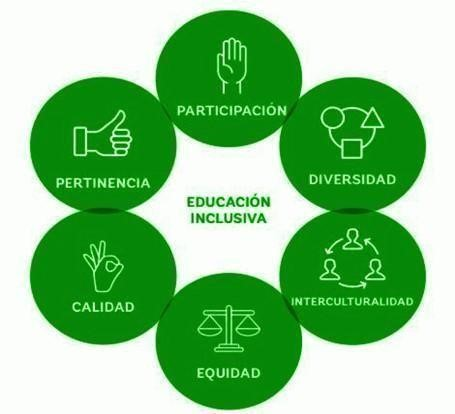 PARTICIPACIÓN
DIVERSIDAD
INTERCULTURALIDAD
EQUIDAD
CALIDAD
PERTINENCIA
EDUCACIÓN
INCLUSIVA